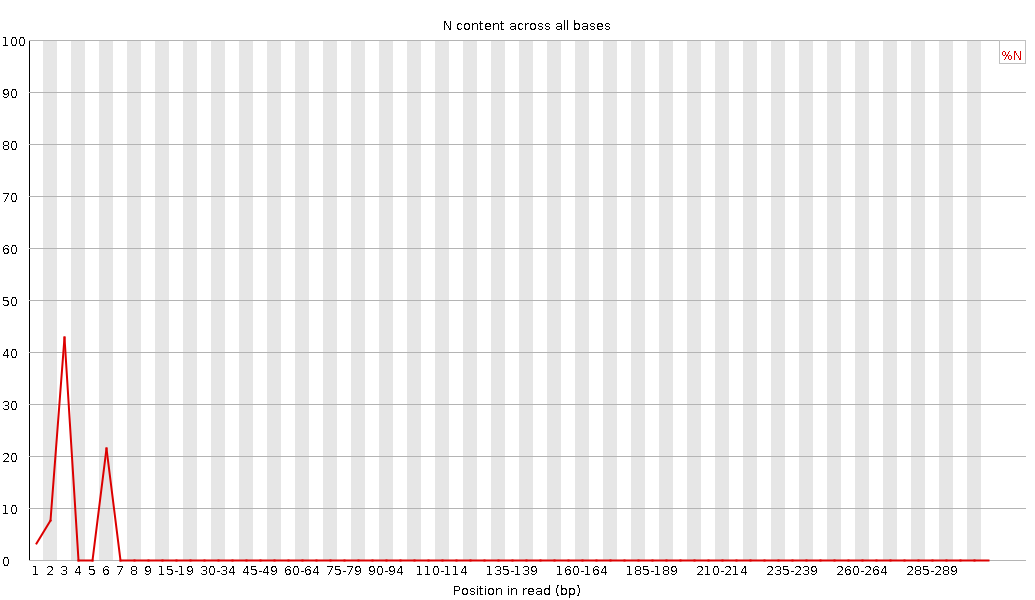 N content across all bases
%N
100
90
80
70
60
50
40
30
20
10
0
1 2 3 4 5 6 7 8 9 15-19 30-34 45-49 60-64 75-79 90-94 110-114 135-139 160-164 185-189 210-214 235-239 260-264 285-289
Position in read (bp)